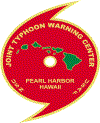 JOINT TYPHOON WARNING CENTER
PEARL HARBOR
HAWAII